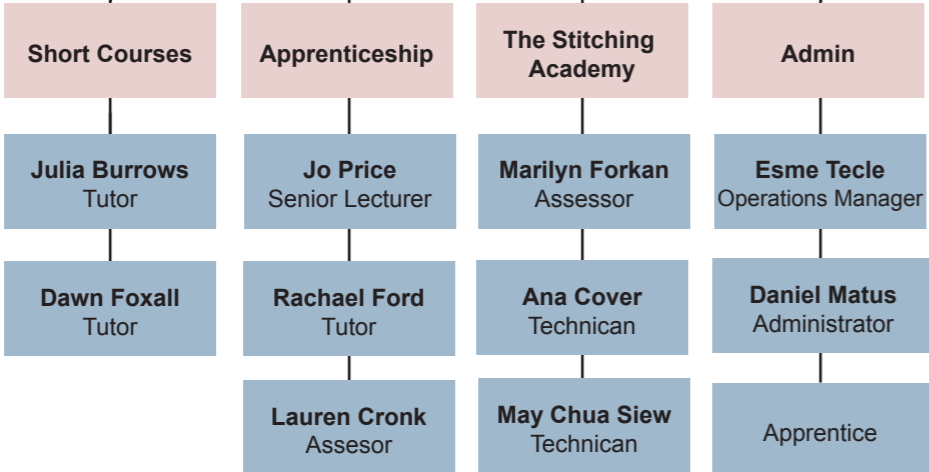 Short Courses
Julia Burrows
Tutor
Dawn Foxall
Tutor
Apprenticeship
Jo Price
Senior Lecturer
Rachael Ford
Tutor
Lauren Cronk
Assesor
The Stitching
Academy
Marilyn Forkan
Assessor
Ana Cover
Technican
May Chua Siew
Technican
Admin
Esme Tecle
Operations Manager
Daniel Matus
Administrator
Apprentice